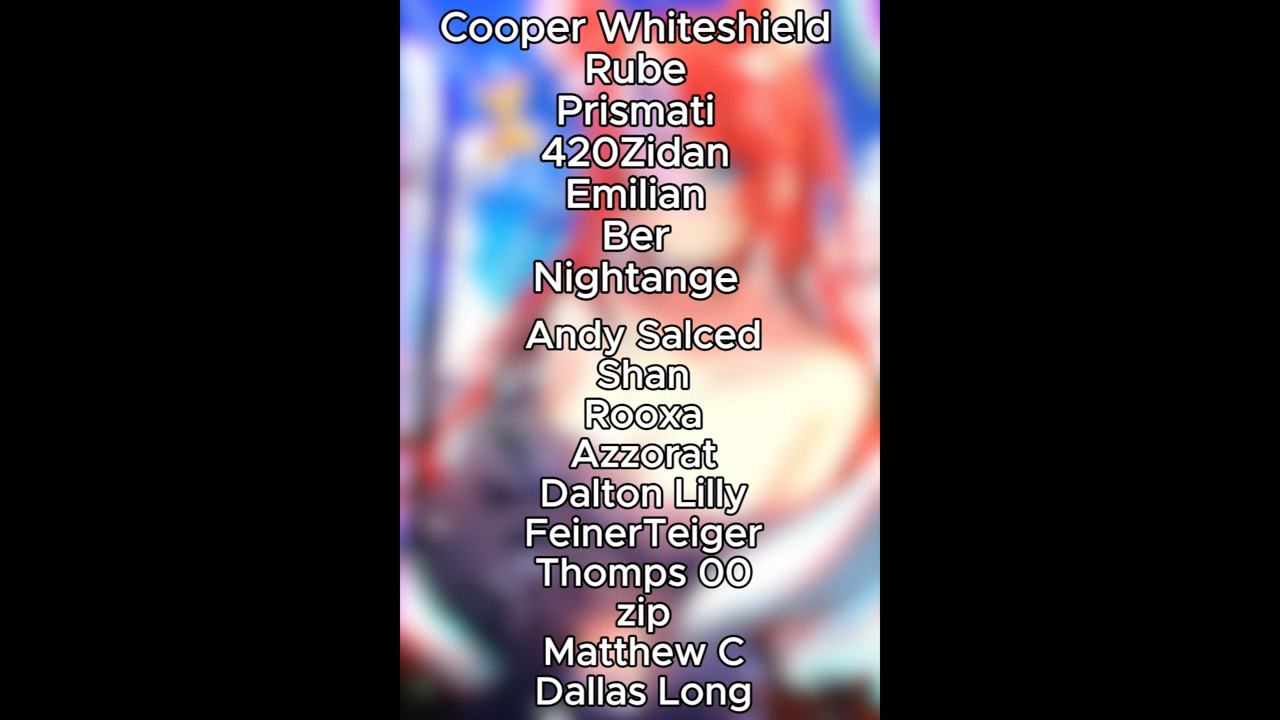 Cooper Whiteshield
Rube
Prismati
420Zidan
Emilian
Ber
Nightange
Andy Salced
Shan
Rooxa
Azzorat
Dalton Lilly
FeinerTeiger
Thomps 00
zip
Matthew C
Dallas Long